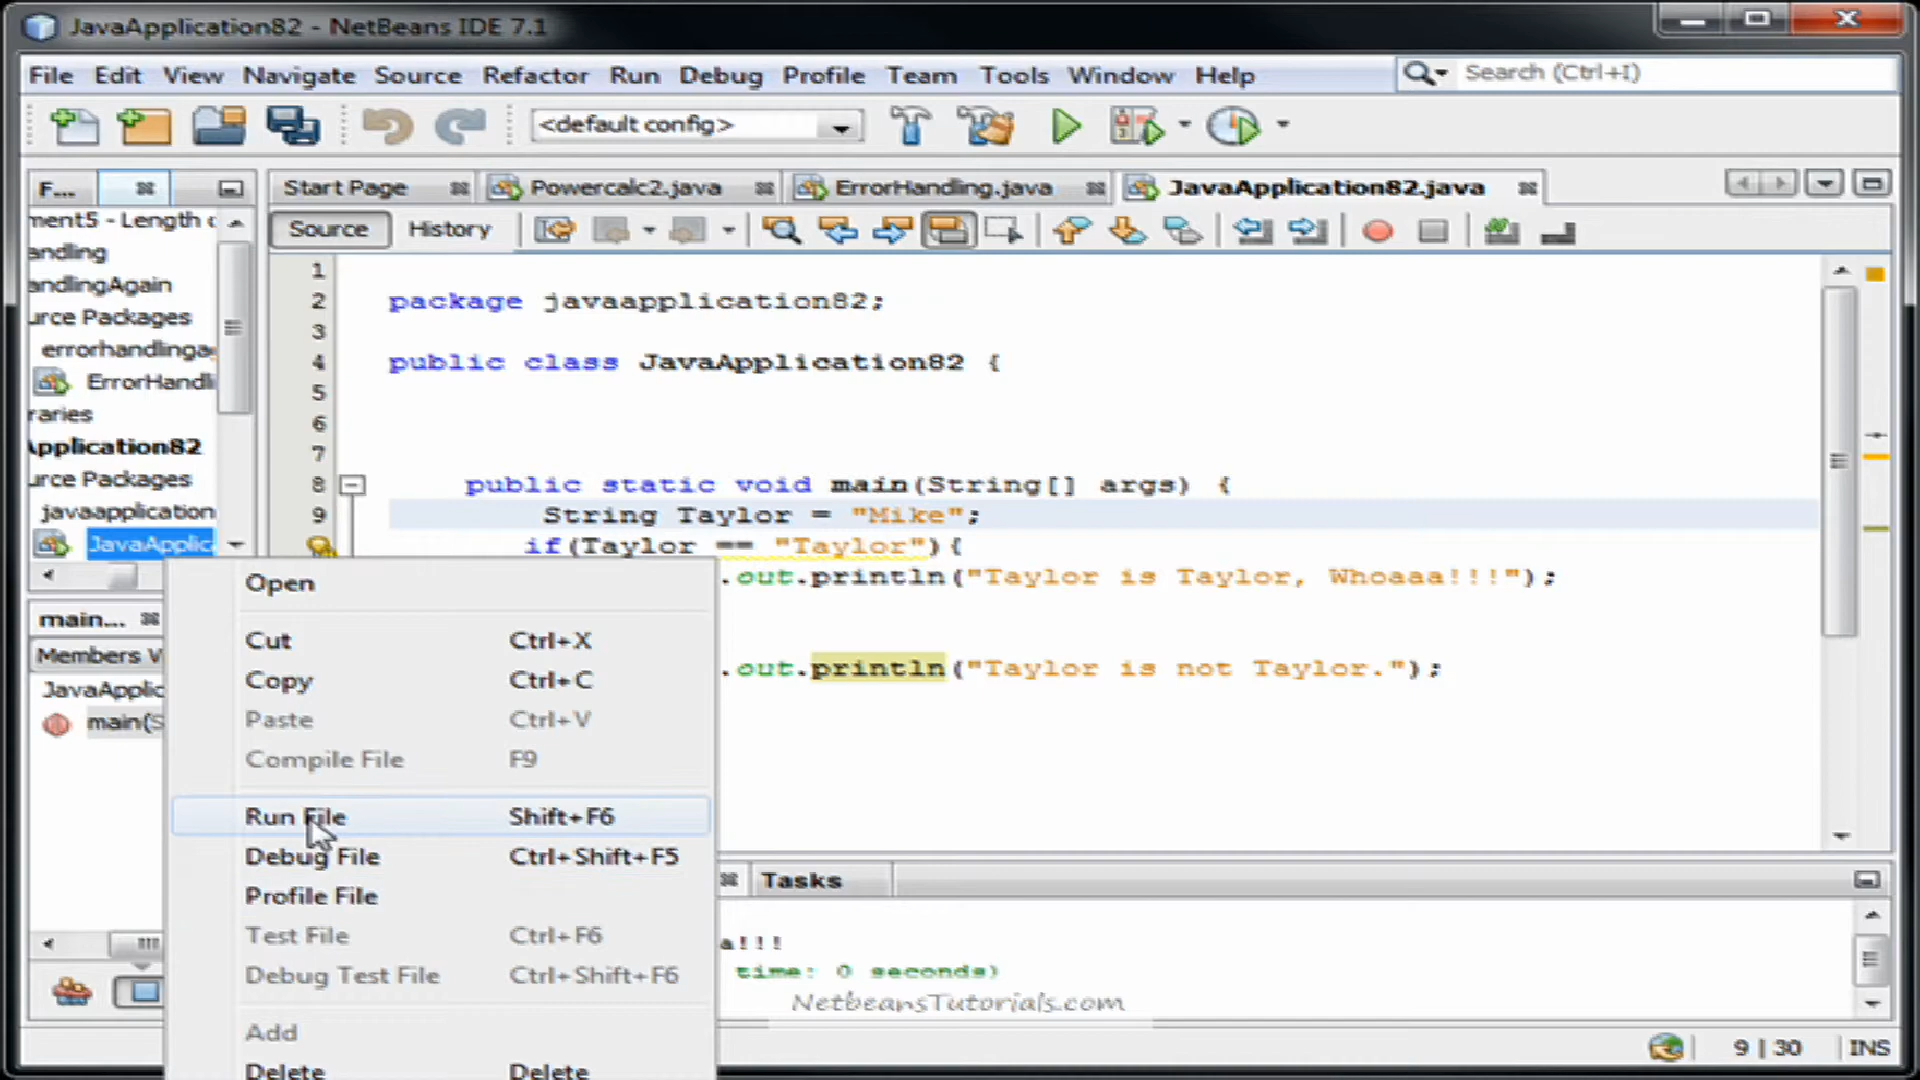 JavaApplication82 - NetBeans IDE 7.1
File Edit View Navigate Source Refactor Run Debug Profile Team Tools Window Help
Search (Ctrl+I)
<default config>
F...
Start Page
Powercalc2.java
ErrorHandling.java
JavaApplication82.java
ment5 - Length
andling
andlingAgain
urce Packages
errorhandlinga
ErrorHandli
raries
Application82
urce Packages
javaapplication
JavaApplic
Source
History
1
2 package javaapplication82;
3
4 public class JavaApplication82 {
5
6
7
8 public static void main(String[] args) {
9 String Taylor = "Mike";
if(Taylor == "Taylor"){
.out.println("Taylor is Taylor, Whoaaa!!!");
.out.println("Taylor is not Taylor.");
main...
Members V
JavaApplic
main(S
Open
Cut Ctrl+X
Copy Ctrl+C
Paste Ctrl+V
Compile File F9
Run File Shift+F6
Debug File Ctrl+Shift+F5
Profile File
Test File Ctrl+F6
Debug Test File Ctrl+Shift+F6
Add
Delete Delete
Tasks
a!!!
time: 0 seconds)
NetbeansTutorials.com
9 | 30 INS